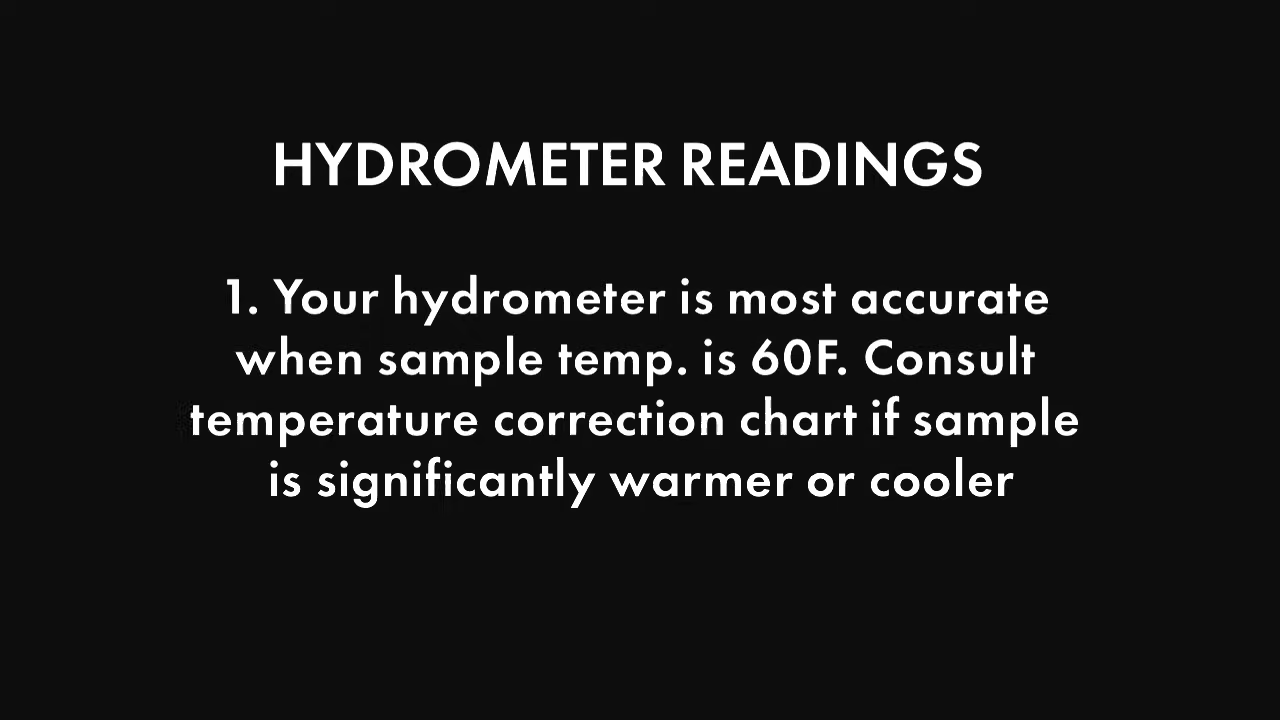 HYDROMETER READINGS
1. Your hydrometer is most accurate
when sample temp. is 60F. Consult
temperature correction chart if sample
is significantly warmer or cooler